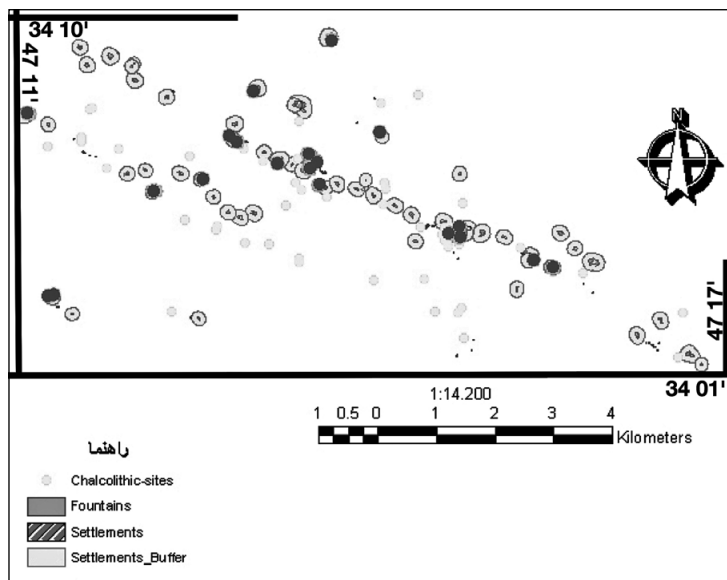 34 10'
47 11'
N
47 17'
34 01'
1:14.200
1 0.5 0 1 2 3 4
Kilometers
راهنما
Chalcolithic-sites
Fountains
Settlements
Settlements_Buffer